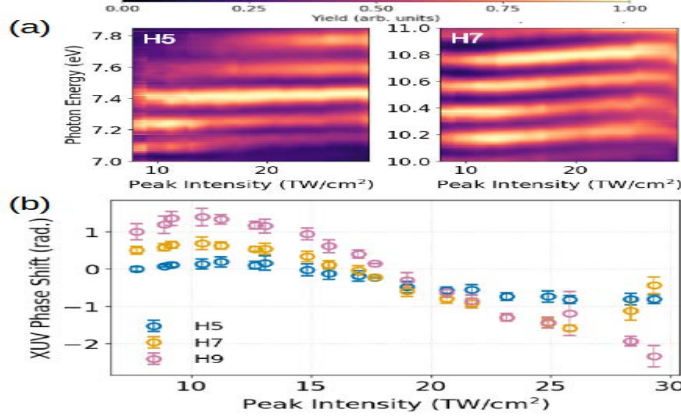 0.00 0.25 0.50 0.75 1.00
Yield (arb. units)
(a)
H5
H7
Photon Energy (eV)
7.8
7.6
7.4
7.2
7.0
11.0
10.8
10.6
10.4
10.2
10.0
10 20
10 20
Peak Intensity (TW/cm²) Peak Intensity (TW/cm²)
(b)
XUV Phase Shift (rad.)
1
0
−1
−2
H5
H7
H9
10 15 20 25 30
Peak Intensity (TW/cm²)